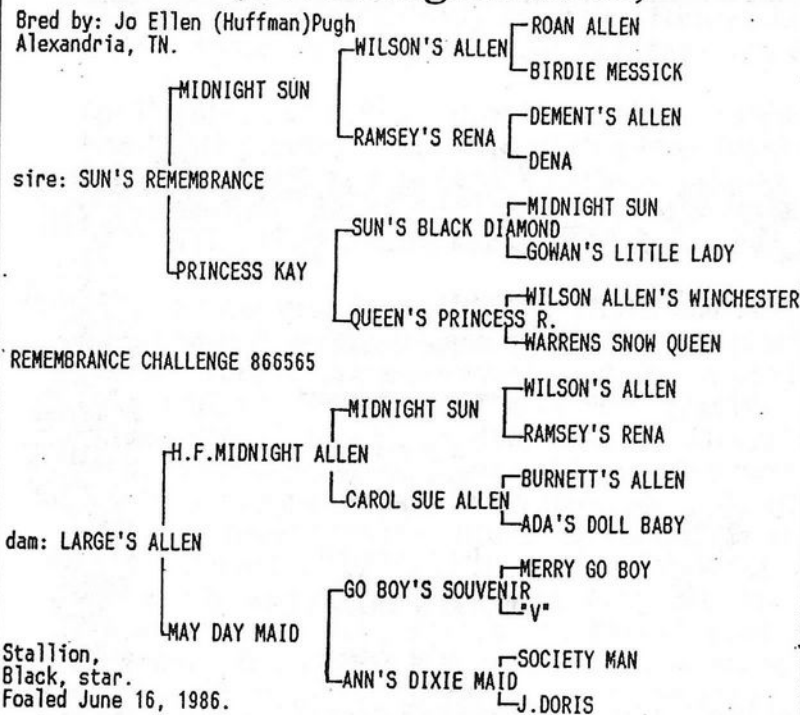 Bred by: Jo Ellen (Huffman)Pugh
Alexandria, TN.
ROAN ALLEN
WILSON'S ALLEN
BIRDIE MESSICK
MIDNIGHT SUN
DEMENT'S ALLEN
RAMSEY'S RENA
DENA
sire: SUN'S REMEMBRANCE
MIDNIGHT SUN
SUN'S BLACK DIAMOND
GOWAN'S LITTLE LADY
PRINCESS KAY
WILSON ALLEN'S WINCHESTER
QUEEN'S PRINCESS R.
WARRENS SNOW QUEEN
REMEMBRANCE CHALLENGE 866565
WILSON'S ALLEN
MIDNIGHT SUN
RAMSEY'S RENA
H.F.MIDNIGHT ALLEN
BURNETT'S ALLEN
CAROL SUE ALLEN
ADA'S DOLL BABY
dam: LARGE'S ALLEN
MERRY GO BOY
GO BOY'S SOUVENIR
"V"
MAY DAY MAID
SOCIETY MAN
ANN'S DIXIE MAID
J.DORIS
Stallion,
Black, star.
Foaled June 16, 1986.